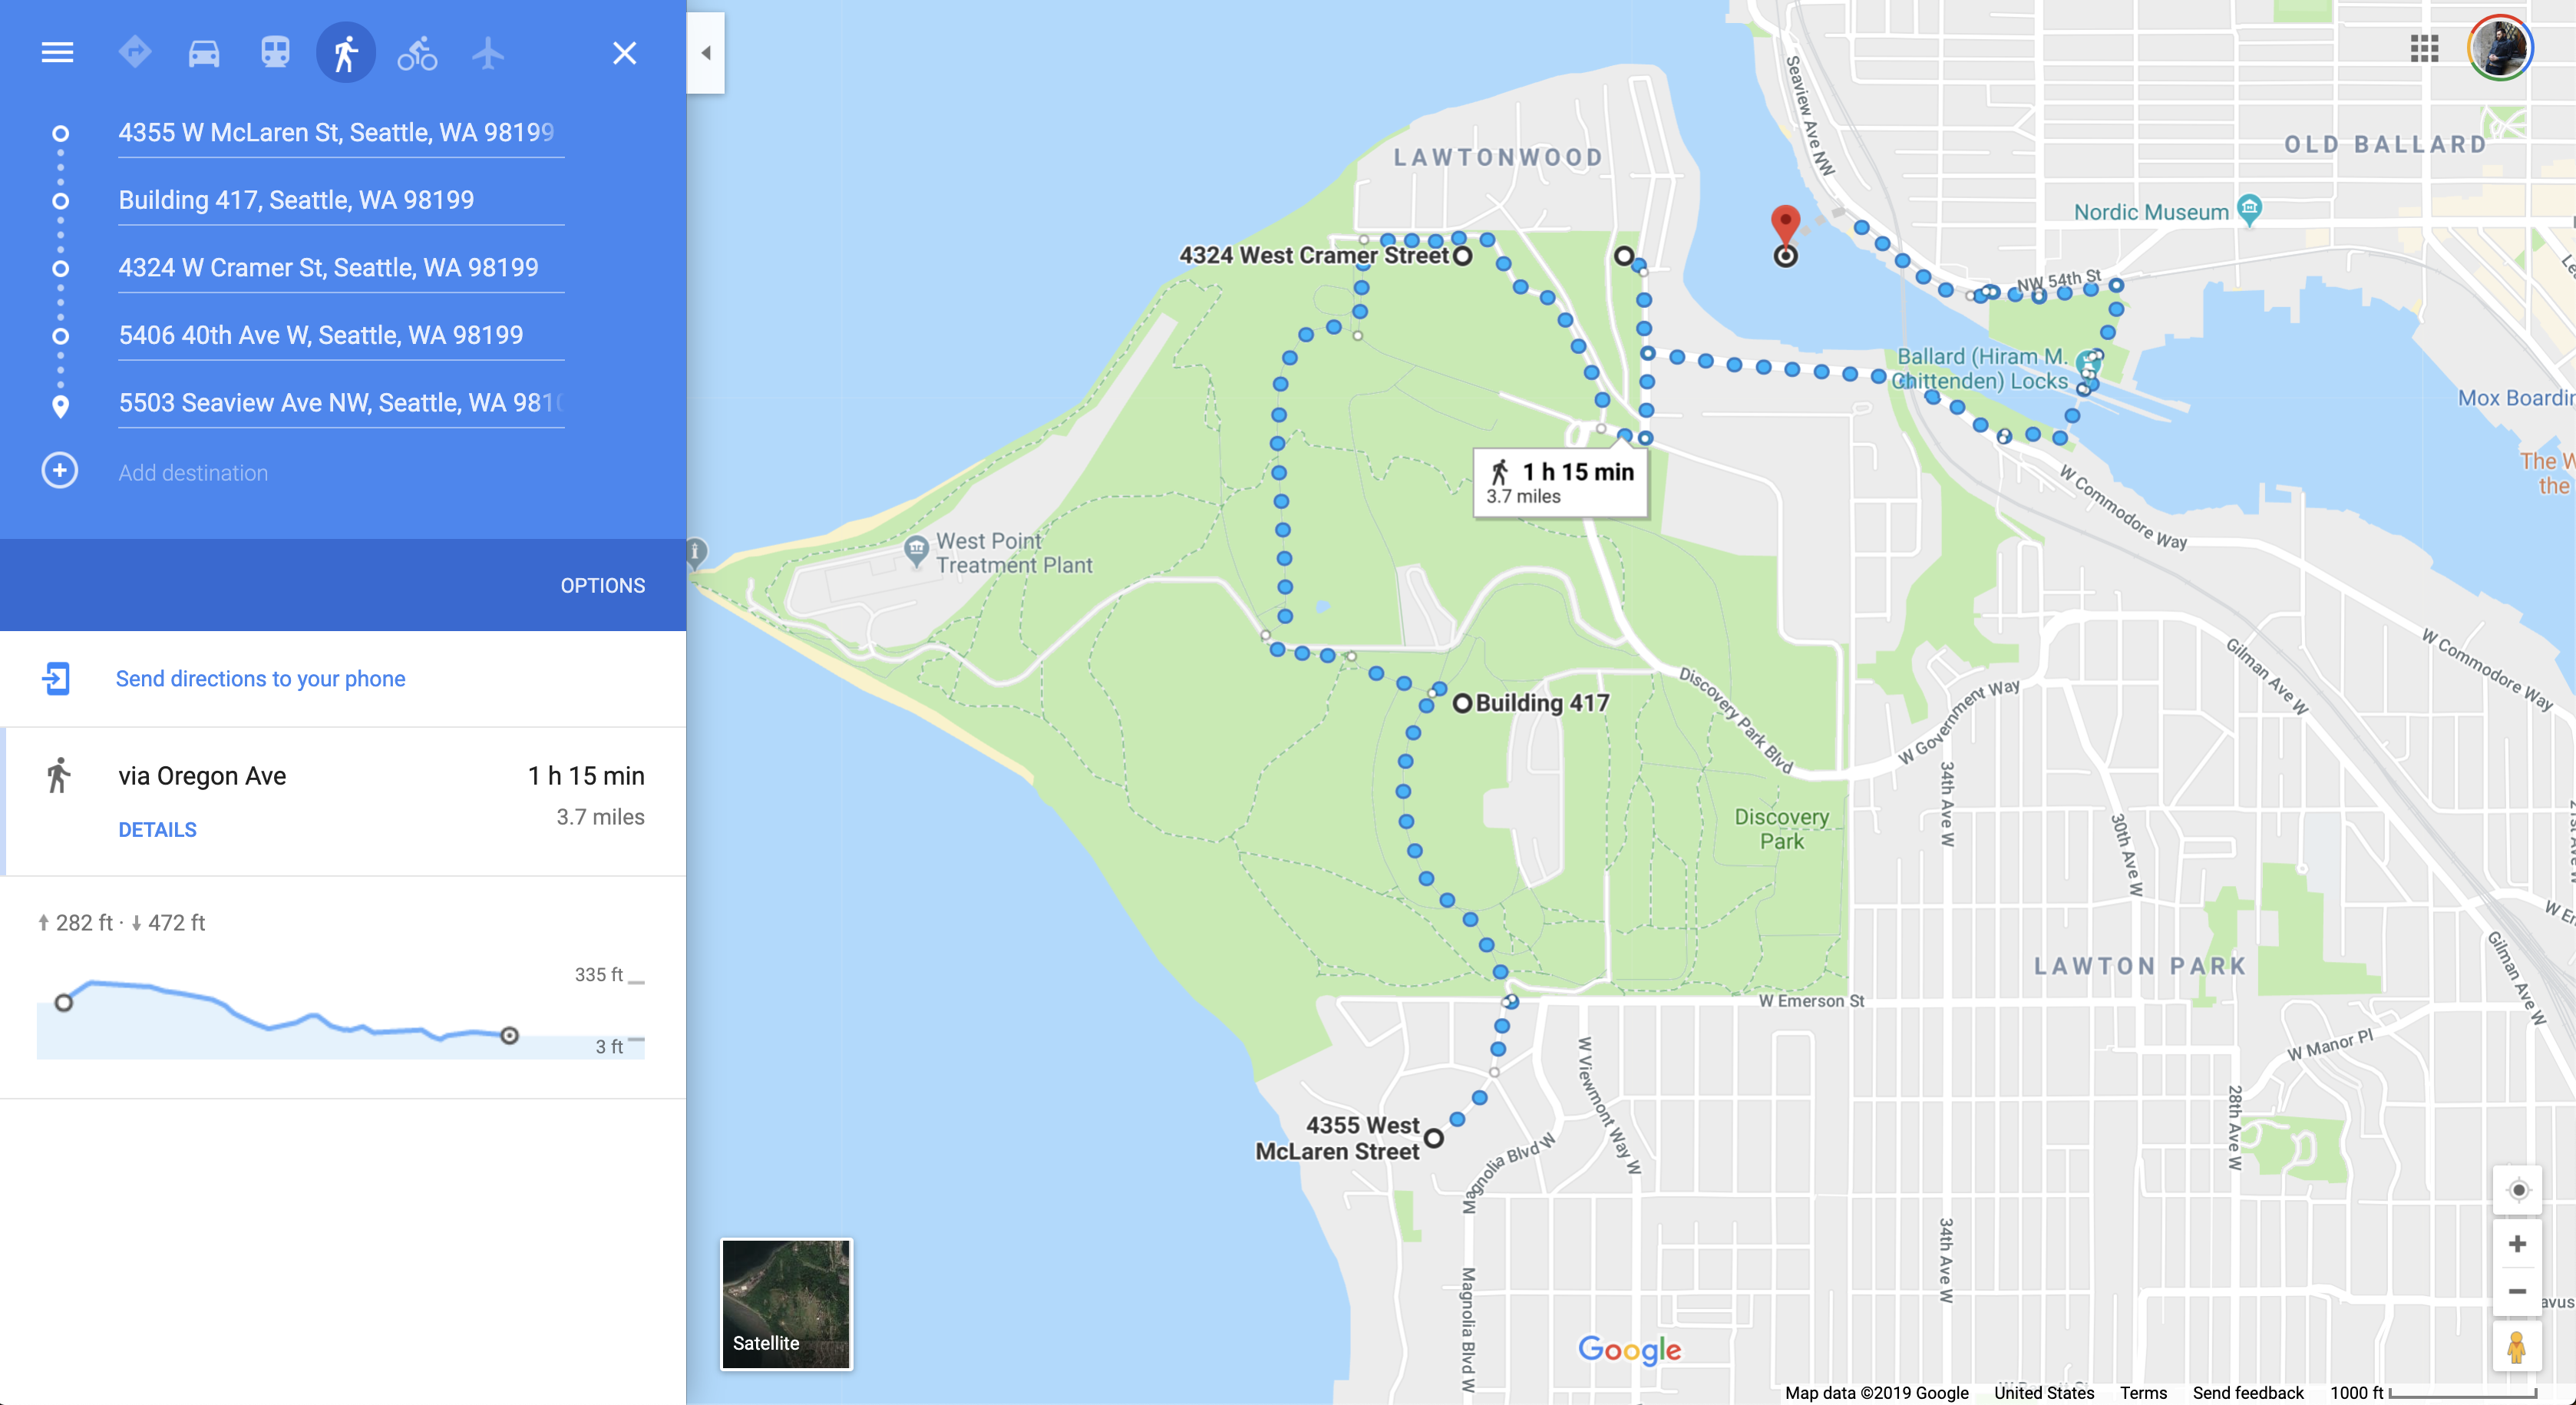 4355 W McLaren St, Seattle, WA 98199
Building 417, Seattle, WA 98199
4324 W Cramer St, Seattle, WA 98199
5406 40th Ave W, Seattle, WA 98199
5503 Seaview Ave NW, Seattle, WA 981
Add destination
OPTIONS
Send directions to your phone
via Oregon Ave
1 h 15 min
3.7 miles
DETAILS
282 ft · 472 ft
335 ft
3 ft
LAWTONWOOD
Seaview Ave NW
OLD BALLARD
Nordic Museum
4324 West Cramer Street
NW 54th St
Ballard (Hiram M.
Chittenden) Locks
Mox Boardin
1 h 15 min
3.7 miles
The W
the
W Commodore Way
West Point
Treatment Plant
W Commodore Way
Gilman Ave W
Building 417
Discovery Park Blvd
W Government Way
34th Ave W
30th Ave W
Discovery
Park
LAWTON PARK
Gilman Ave W
W Emerson St
W Manor Pl
W Viewmont Way W
28th Ave W
4355 West
McLaren Street
Magnolia Blvd W
34th Ave W
Magnolia Blvd W
Satellite
Google
Map data ©2019 Google
United States
Terms
Send feedback
1000 ft